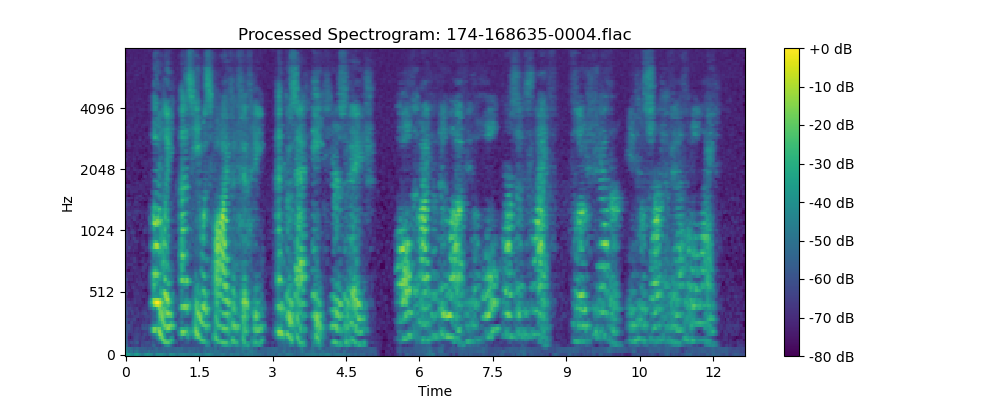 Processed Spectrogram: 174-168635-0004.flac
Hz
4096
2048
1024
512
0
0 1.5 3 4.5 6 7.5 9 10 12
Time
+0 dB
-10 dB
-20 dB
-30 dB
-40 dB
-50 dB
-60 dB
-70 dB
-80 dB